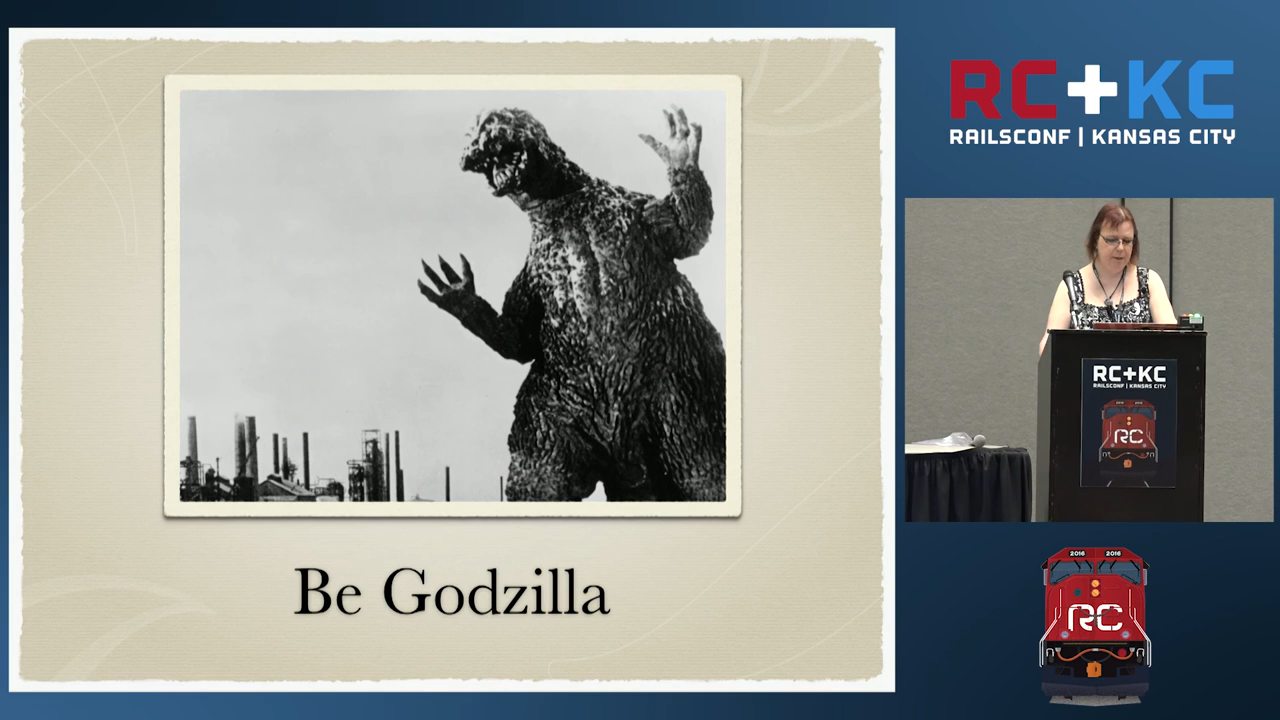 Be Godzilla
RC+KC
RAILSCONF | KANSAS CITY
RC+KC
RAILSCONF | KANSAS CITY
RC
2016 2016
RC